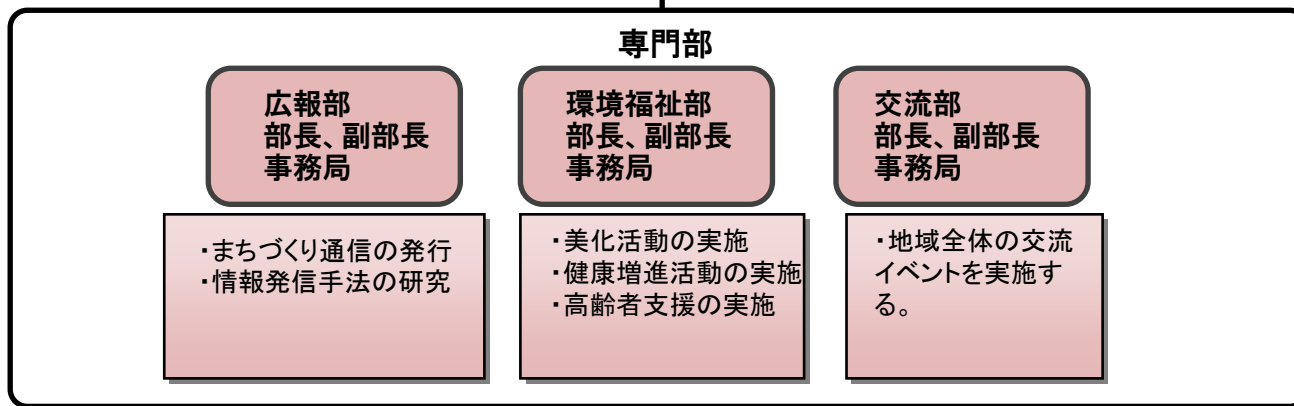 専門部
広報部
部長、副部長
事務局
環境福祉部
部長、副部長
事務局
交流部
部長、副部長
事務局
・まちづくり通信の発行
・情報発信手法の研究
・美化活動の実施
・健康増進活動の実施
・高齢者支援の実施
・地域全体の交流
イベントを実施す
る。